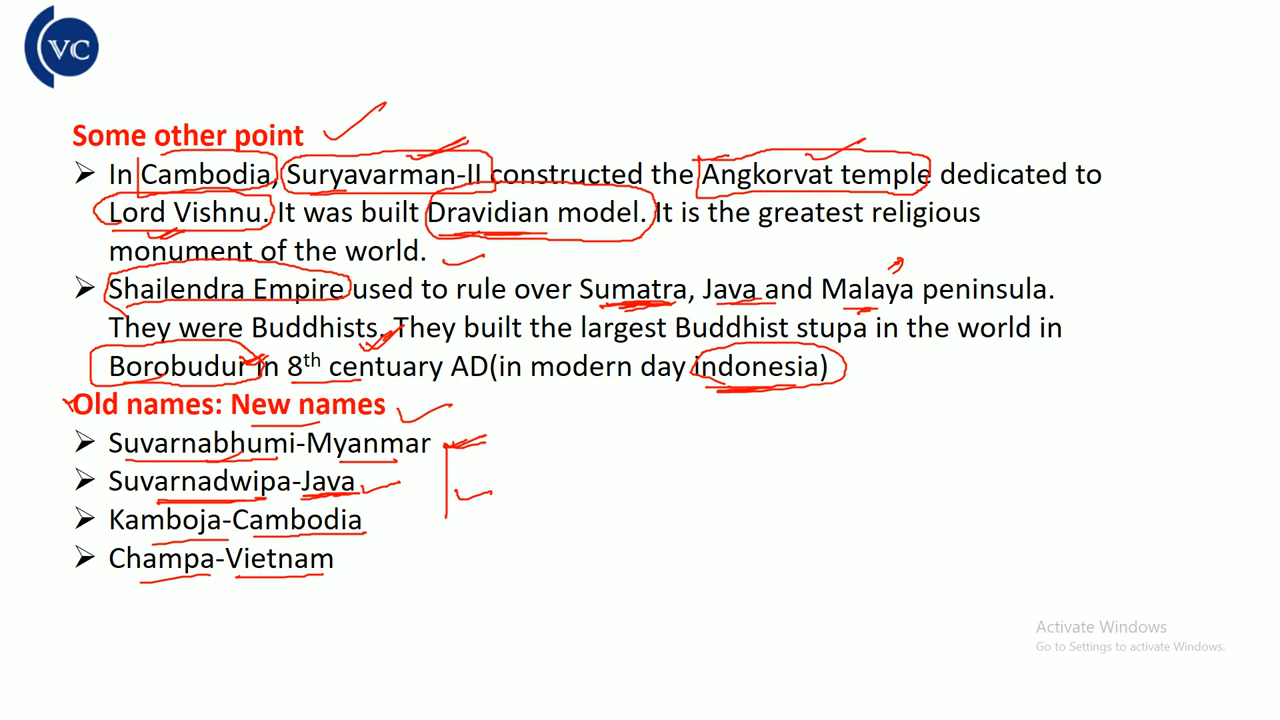 VC
Some other point
In Cambodia, Suryavarman-II constructed the Angkorvat temple dedicated to
Lord Vishnu. It was built Dravidian model. It is the greatest religious
monument of the world.
Shailendra Empire used to rule over Sumatra, Java and Malaya peninsula.
They were Buddhists. They built the largest Buddhist stupa in the world in
Borobudur in 8th centuary AD(in modern day indonesia)
Old names: New names
Suvarnabhumi-Myanmar
Suvarnadwipa-Java
Kamboja-Cambodia
Champa-Vietnam
Activate Windows
Go to Settings to activate Windows.